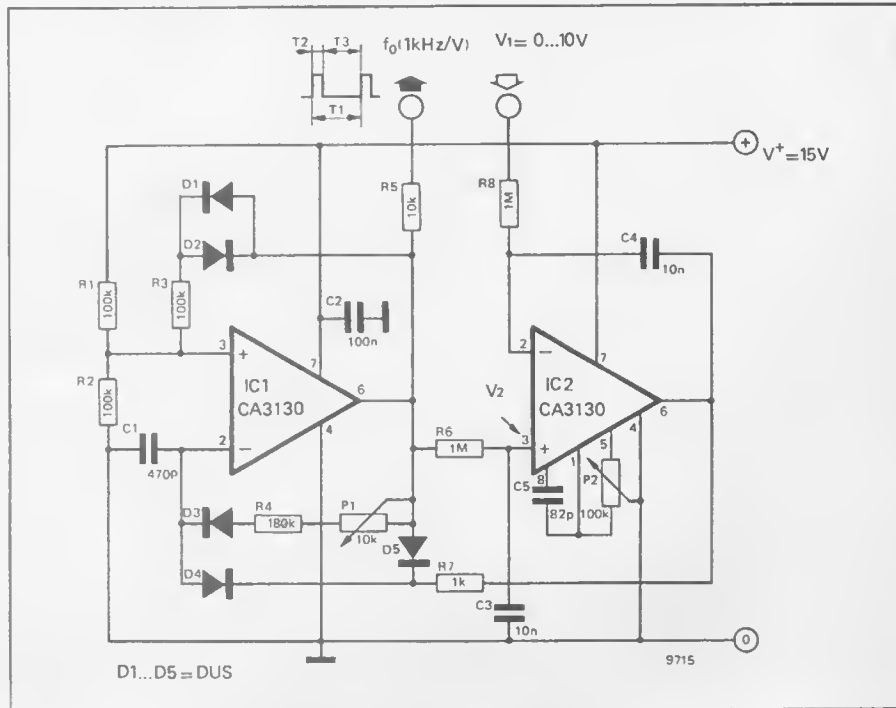 T2 T3
f0 (1kHz/V)
V1 = 0...10V
T1
+
V+ = 15V
D1
R5
10k
R8
1M
D2
C4
10n
R1
100k
R3
100k
C2
100n
3
+
7
2
−
7
R2
100k
IC1
CA3130
6
IC2
CA3130
6
V2
4
C1
470p
2
−
R6
1M
3
+
4
5
1
8
P2
100k
C5
82p
D3
R4
180k
P1
10k
D5
D4
R7
1k
C3
10n
0
9715
D1...D5 = DUS